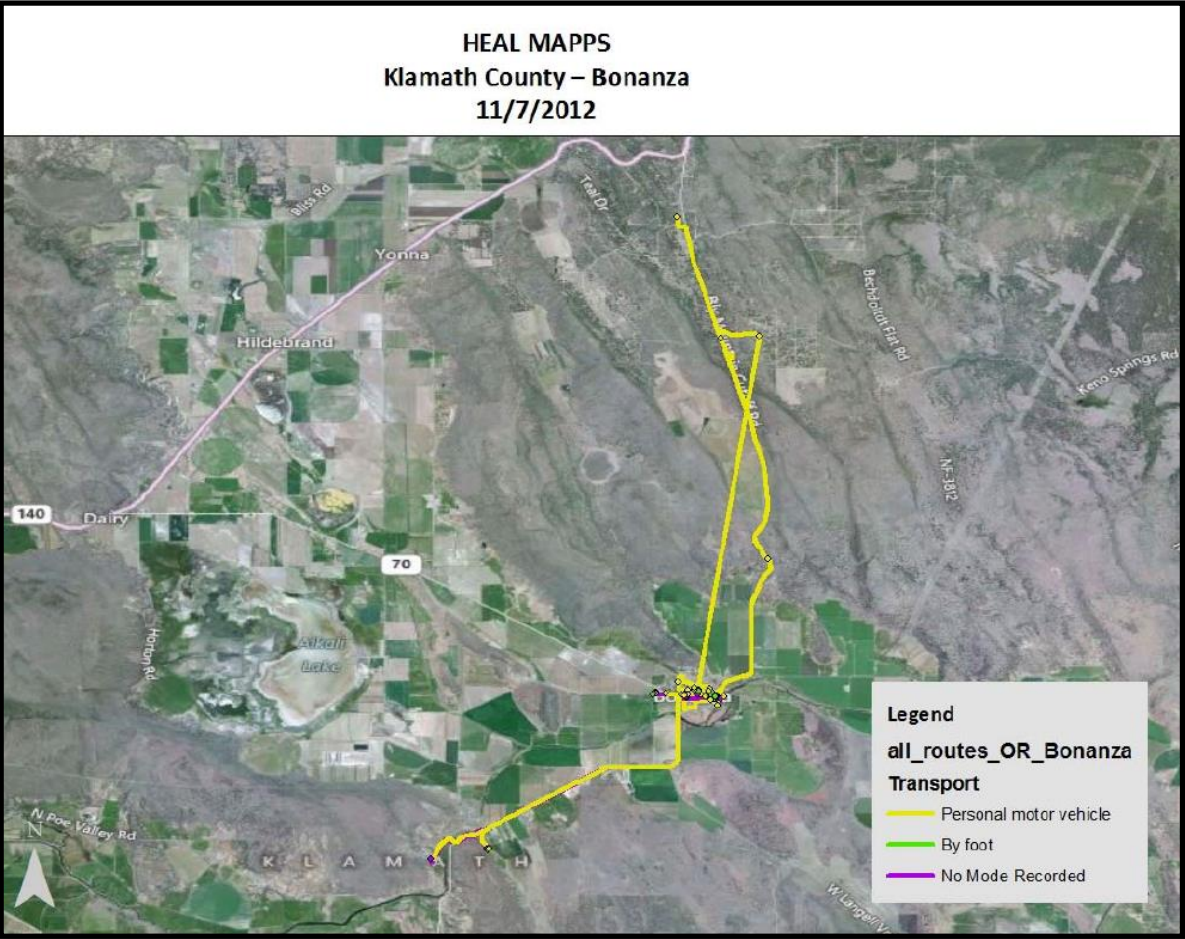 HEAL MAPPS
Klamath County – Bonanza
11/7/2012
Bliss Rd
Teal Dr
Yonna
Bechdoldt Flat Rd
Hildebrand
Keno Springs Rd
NF-3812
140
Dairy
70
Horton Rd
Alkali
Lake
N Poe Valley Rd
N
KLAMATH
W Langell V
Legend
all_routes_OR_Bonanza
Transport
Personal motor vehicle
By foot
No Mode Recorded